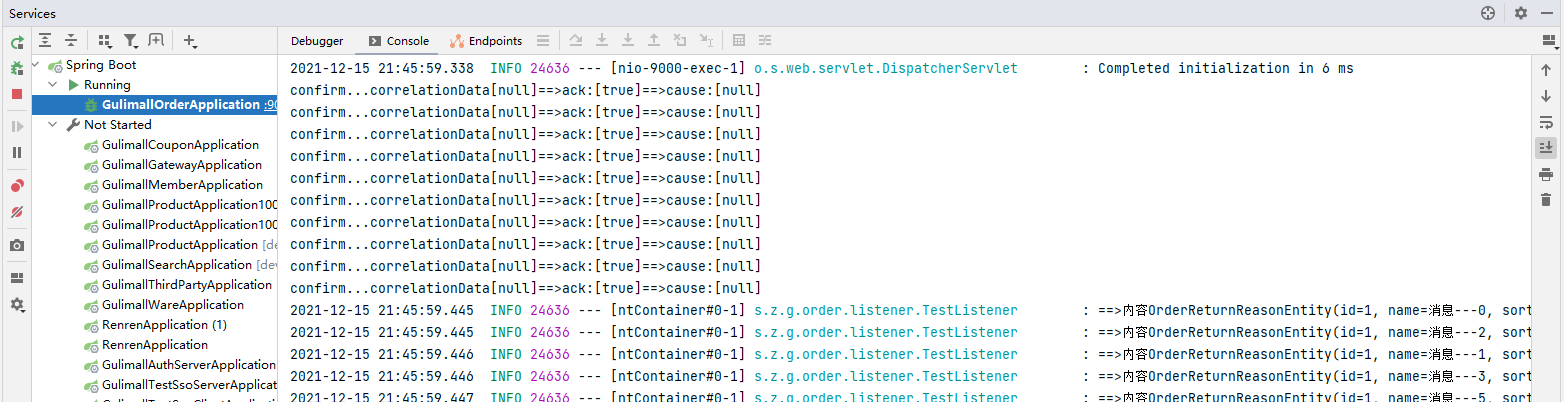 Services
Debugger Console Endpoints
Spring Boot
Running
GulimallOrderApplication :90
Not Started
GulimallCouponApplication
GulimallGatewayApplication
GulimallMemberApplication
GulimallProductApplication100
GulimallProductApplication100
GulimallProductApplication [de
GulimallSearchApplication [dev
GulimallThirdPartyApplication
GulimallWareApplication
RenrenApplication (1)
RenrenApplication
GulimallAuthServerApplication
GulimallTestSsoServerApplicat
GulimallTestSsoClientApplicatio
2021-12-15 21:45:59.338 INFO 24636 --- [nio-9000-exec-1] o.s.web.servlet.DispatcherServlet : Completed initialization in 6 ms
confirm...correlationData[null]==>ack:[true]==>cause:[null]
confirm...correlationData[null]==>ack:[true]==>cause:[null]
confirm...correlationData[null]==>ack:[true]==>cause:[null]
confirm...correlationData[null]==>ack:[true]==>cause:[null]
confirm...correlationData[null]==>ack:[true]==>cause:[null]
confirm...correlationData[null]==>ack:[true]==>cause:[null]
confirm...correlationData[null]==>ack:[true]==>cause:[null]
confirm...correlationData[null]==>ack:[true]==>cause:[null]
confirm...correlationData[null]==>ack:[true]==>cause:[null]
confirm...correlationData[null]==>ack:[true]==>cause:[null]
2021-12-15 21:45:59.445 INFO 24636 --- [ntContainer#0-1] s.z.g.order.listener.TestListener : ==>内容OrderReturnReasonEntity(id=1, name=消息---0, sort
2021-12-15 21:45:59.445 INFO 24636 --- [ntContainer#0-1] s.z.g.order.listener.TestListener : ==>内容OrderReturnReasonEntity(id=1, name=消息---2, sort
2021-12-15 21:45:59.446 INFO 24636 --- [ntContainer#0-1] s.z.g.order.listener.TestListener : ==>内容OrderReturnReasonEntity(id=1, name=消息---1, sort
2021-12-15 21:45:59.446 INFO 24636 --- [ntContainer#0-1] s.z.g.order.listener.TestListener : ==>内容OrderReturnReasonEntity(id=1, name=消息---3, sort
2021-12-15 21:45:59.447 INFO 24636 --- [ntContainer#0-1] s.z.g.order.listener.TestListener : ==>内容OrderReturnReasonEntity(id=1, name=消息---5, sort